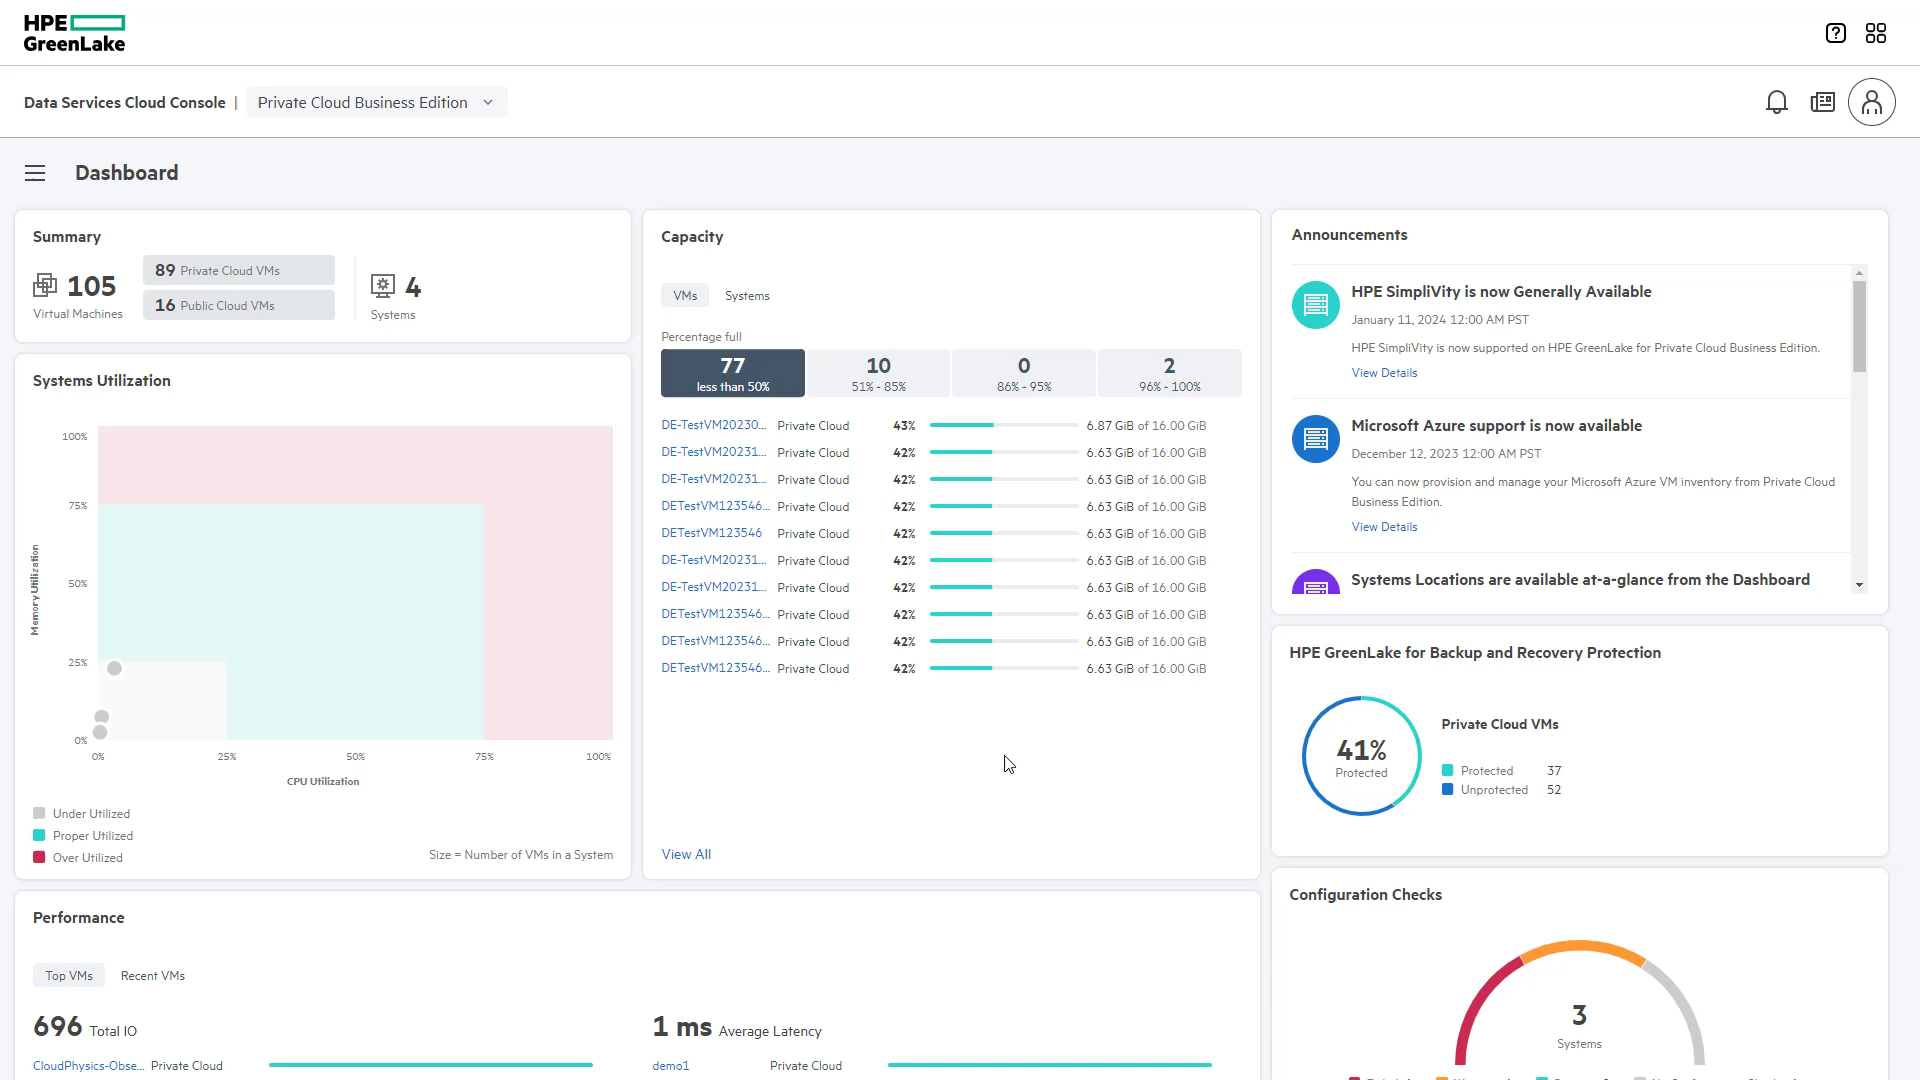 HPE
GreenLake
Data Services Cloud Console | Private Cloud Business Edition
Dashboard
Summary
105
Virtual Machines
89 Private Cloud VMs
16 Public Cloud VMs
4
Systems
Systems Utilization
100%
75%
50%
25%
0%
Memory Utilization
0% 25% 50% 75% 100%
CPU Utilization
Under Utilized
Proper Utilized
Over Utilized
Size = Number of VMs in a System
Capacity
VMs Systems
Percentage full
77 10 0 2
less than 50% 51% - 85% 86% - 95% 96% - 100%
DE-TestVM20230... Private Cloud 43% 6.87 GiB of 16.00 GiB
DE-TestVM20231... Private Cloud 42% 6.63 GiB of 16.00 GiB
DE-TestVM20231... Private Cloud 42% 6.63 GiB of 16.00 GiB
DETestVM123546... Private Cloud 42% 6.63 GiB of 16.00 GiB
DETestVM123546 Private Cloud 42% 6.63 GiB of 16.00 GiB
DE-TestVM20231... Private Cloud 42% 6.63 GiB of 16.00 GiB
DE-TestVM20231... Private Cloud 42% 6.63 GiB of 16.00 GiB
DETestVM123546... Private Cloud 42% 6.63 GiB of 16.00 GiB
DETestVM123546... Private Cloud 42% 6.63 GiB of 16.00 GiB
DETestVM123546... Private Cloud 42% 6.63 GiB of 16.00 GiB
View All
Announcements
HPE SimpliVity is now Generally Available
January 11, 2024 12:00 AM PST
HPE SimpliVity is now supported on HPE GreenLake for Private Cloud Business Edition.
View Details
Microsoft Azure support is now available
December 12, 2023 12:00 AM PST
You can now provision and manage your Microsoft Azure VM inventory from Private Cloud
Business Edition.
View Details
Systems Locations are available at-a-glance from the Dashboard
HPE GreenLake for Backup and Recovery Protection
41%
Protected
Private Cloud VMs
Protected 37
Unprotected 52
Configuration Checks
3
Systems
Performance
Top VMs Recent VMs
696 Total IO
CloudPhysics-Obse... Private Cloud
1 ms Average Latency
demo1 Private Cloud